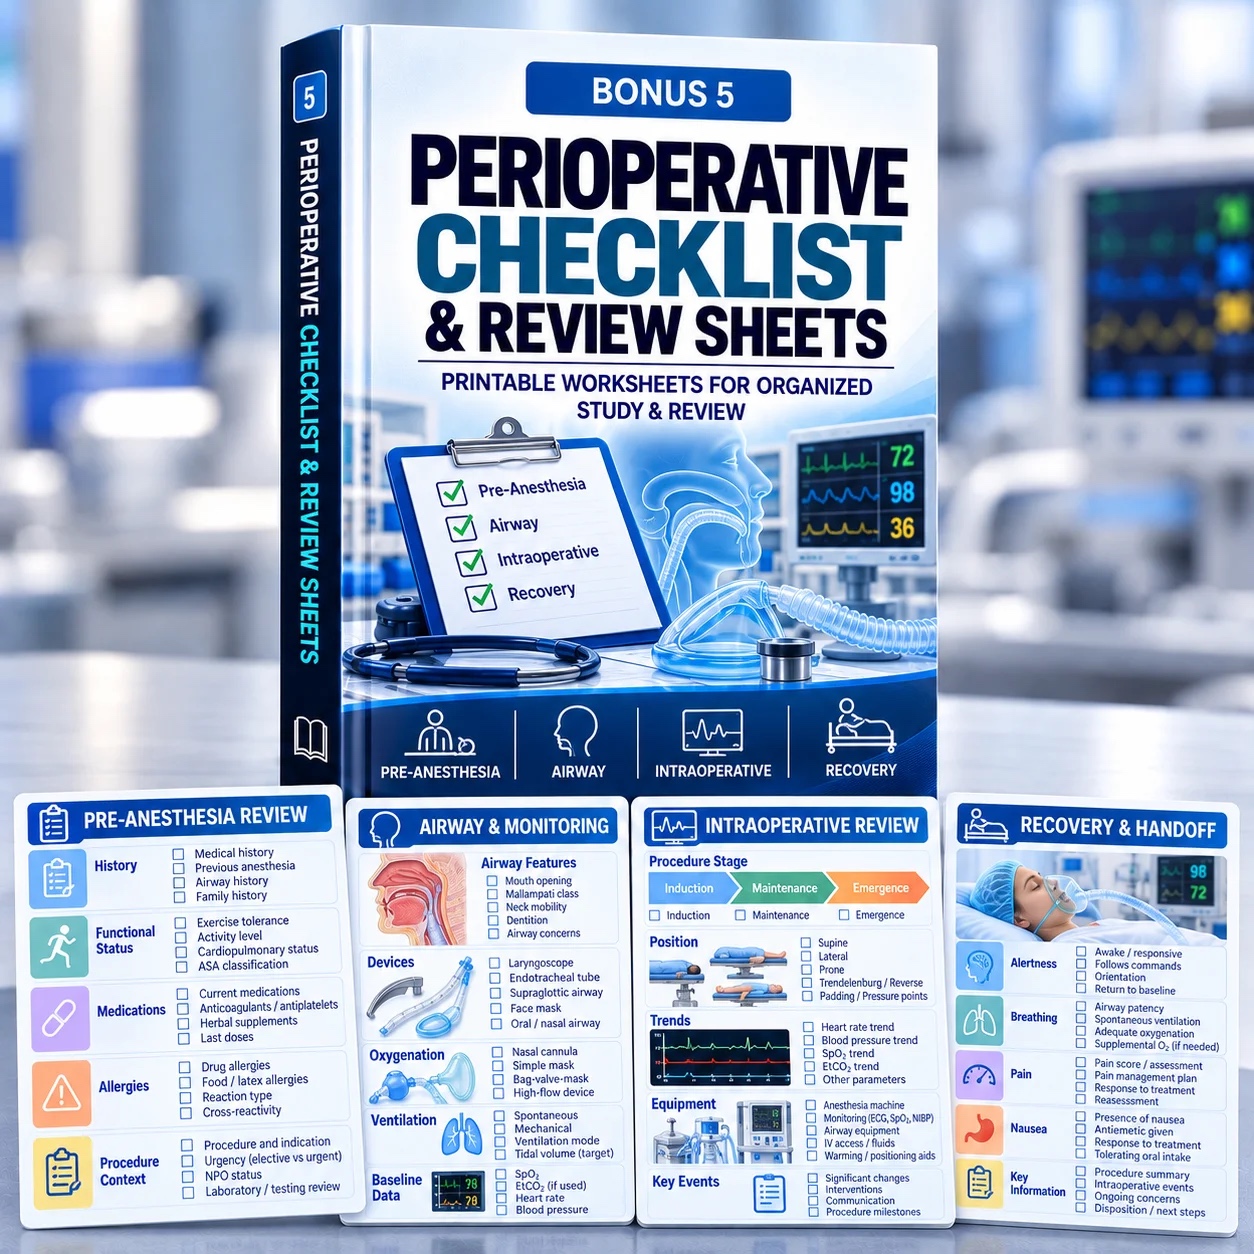 5
PERIOPERATIVE CHECKLIST & REVIEW SHEETS
BONUS 5
PERIOPERATIVE
CHECKLIST
& REVIEW SHEETS
PRINTABLE WORKSHEETS FOR ORGANIZED
STUDY & REVIEW
Pre-Anesthesia
Airway
Intraoperative
Recovery
72
98
36
PRE-ANESTHESIA
AIRWAY
INTRAOPERATIVE
RECOVERY
PRE-ANESTHESIA REVIEW
History
Medical history
Previous anesthesia
Airway history
Family history
Functional
Status
Exercise tolerance
Activity level
Cardiopulmonary status
ASA classification
Medications
Current medications
Anticoagulants / antiplatelets
Herbal supplements
Last doses
Allergies
Drug allergies
Food / latex allergies
Reaction type
Cross-reactivity
Procedure
Context
Procedure and indication
Urgency (elective vs urgent)
NPO status
Laboratory / testing review
AIRWAY & MONITORING
Airway Features
Mouth opening
Mallampati class
Neck mobility
Dentition
Airway concerns
Devices
Laryngoscope
Endotracheal tube
Supraglottic airway
Face mask
Oral / nasal airway
Oxygenation
Nasal cannula
Simple mask
Bag-valve-mask
High-flow device
Ventilation
Spontaneous
Mechanical
Ventilation mode
Tidal volume (target)
Baseline
Data
98
78
SpO₂
EtCO₂ (if used)
Heart rate
Blood pressure
INTRAOPERATIVE REVIEW
Procedure Stage
Induction
Maintenance
Emergence
Induction
Maintenance
Emergence
Position
Supine
Lateral
Prone
Trendelenburg / Reverse
Padding / Pressure points
Trends
Heart rate trend
Blood pressure trend
SpO₂ trend
EtCO₂ trend
Other parameters
Equipment
Anesthesia machine
Monitoring (ECG, SpO₂, NIBP)
Airway equipment
IV access / fluids
Warming / positioning aids
Key Events
Significant changes
Interventions
Communication
Procedure milestones
RECOVERY & HANDOFF
98
72
Alertness
Awake / responsive
Follows commands
Orientation
Return to baseline
Breathing
Airway patency
Spontaneous ventilation
Adequate oxygenation
Supplemental O₂ (if needed)
Pain
Pain score / assessment
Pain management plan
Response to treatment
Reasessment
Nausea
Presence of nausea
Antiemetic given
Response to treatment
Tolerating oral intake
Key
Information
Procedure summary
Intraoperative events
Ongoing concerns
Disposition / next steps